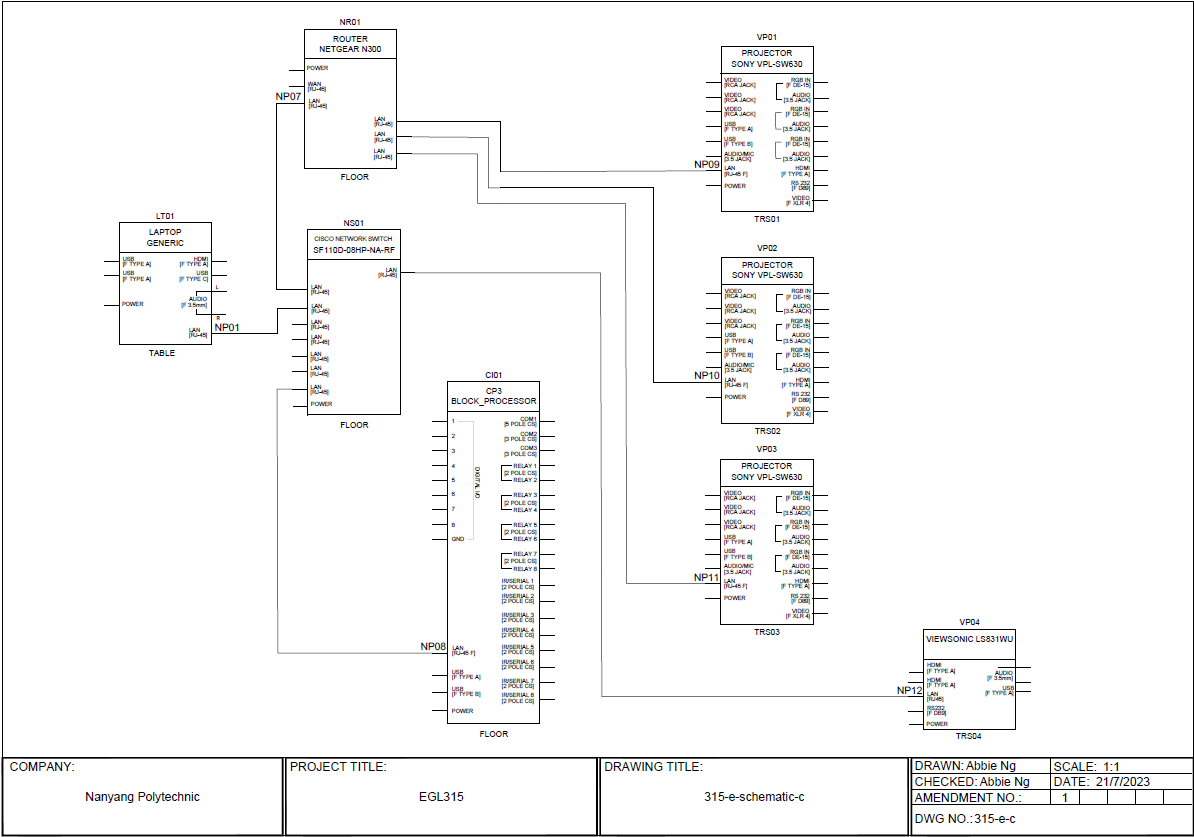 NR01
ROUTER
NETGEAR N300
POWER
WAN
[RJ-45]
NP07
LAN
[RJ-45]
LAN
[RJ-45]
LAN
[RJ-45]
LAN
[RJ-45]
FLOOR
LT01
LAPTOP
GENERIC
USB
[F TYPE A]
USB
[F TYPE A]
POWER
HDMI
[F TYPE A]
USB
[F TYPE C]
L
AUDIO
[F 3.5mm]
R
LAN
[RJ-45]
NP01
TABLE
NS01
CISCO NETWORK SWITCH
SF110D-08HP-NA-RF
LAN
[RJ-45]
LAN
[RJ-45]
LAN
[RJ-45]
LAN
[RJ-45]
LAN
[RJ-45]
LAN
[RJ-45]
LAN
[RJ-45]
LAN
[RJ-45]
POWER
FLOOR
CI01
CP3
BLOCK_PROCESSOR
1
2
3
4
5
6
7
8
GND
DIGITAL I/O
COM1
[5 POLE CS]
COM2
[3 POLE CS]
COM3
[3 POLE CS]
RELAY 1
[2 POLE CS]
RELAY 2
RELAY 3
[2 POLE CS]
RELAY 4
RELAY 5
[2 POLE CS]
RELAY 6
RELAY 7
[2 POLE CS]
RELAY 8
IR/SERIAL 1
[2 POLE CS]
IR/SERIAL 2
[2 POLE CS]
IR/SERIAL 3
[2 POLE CS]
IR/SERIAL 4
[2 POLE CS]
IR/SERIAL 5
[2 POLE CS]
IR/SERIAL 6
[2 POLE CS]
IR/SERIAL 7
[2 POLE CS]
IR/SERIAL 8
[2 POLE CS]
NP08
LAN
[RJ-45 F]
USB
[F TYPE A]
USB
[F TYPE B]
POWER
FLOOR
VP01
PROJECTOR
SONY VPL-SW630
VIDEO
[RCA JACK]
VIDEO
[RCA JACK]
VIDEO
[RCA JACK]
USB
[F TYPE A]
USB
[F TYPE B]
AUDIO/MIC
[3.5 JACK]
NP09
LAN
[RJ-45 F]
POWER
RGB IN
[F DE-15]
AUDIO
[3.5 JACK]
RGB IN
[F DE-15]
AUDIO
[3.5 JACK]
RGB IN
[F DE-15]
AUDIO
[3.5 JACK]
HDMI
[F TYPE A]
RS 232
[F DB9]
VIDEO
[F XLR 4]
TRS01
VP02
PROJECTOR
SONY VPL-SW630
VIDEO
[RCA JACK]
VIDEO
[RCA JACK]
VIDEO
[RCA JACK]
USB
[F TYPE A]
USB
[F TYPE B]
AUDIO/MIC
[3.5 JACK]
NP10
LAN
[RJ-45 F]
POWER
RGB IN
[F DE-15]
AUDIO
[3.5 JACK]
RGB IN
[F DE-15]
AUDIO
[3.5 JACK]
RGB IN
[F DE-15]
AUDIO
[3.5 JACK]
HDMI
[F TYPE A]
RS 232
[F DB9]
VIDEO
[F XLR 4]
TRS02
VP03
PROJECTOR
SONY VPL-SW630
VIDEO
[RCA JACK]
VIDEO
[RCA JACK]
VIDEO
[RCA JACK]
USB
[F TYPE A]
USB
[F TYPE B]
AUDIO/MIC
[3.5 JACK]
NP11
LAN
[RJ-45 F]
POWER
RGB IN
[F DE-15]
AUDIO
[3.5 JACK]
RGB IN
[F DE-15]
AUDIO
[3.5 JACK]
RGB IN
[F DE-15]
AUDIO
[3.5 JACK]
HDMI
[F TYPE A]
RS 232
[F DB9]
VIDEO
[F XLR 4]
TRS03
VP04
VIEWSONIC LS831WU
HDMI
[F TYPE A]
HDMI
[F TYPE A]
NP12
LAN
[RJ45]
RS232
[F DB9]
POWER
AUDIO
[F 3.5mm]
USB
[F TYPE A]
TRS04
COMPANY:
Nanyang Polytechnic
PROJECT TITLE:
EGL315
DRAWING TITLE:
315-e-schematic-c
DRAWN: Abbie Ng
SCALE: 1:1
CHECKED: Abbie Ng
DATE: 21/7/2023
AMENDMENT NO.:
1
DWG NO.: 315-e-c